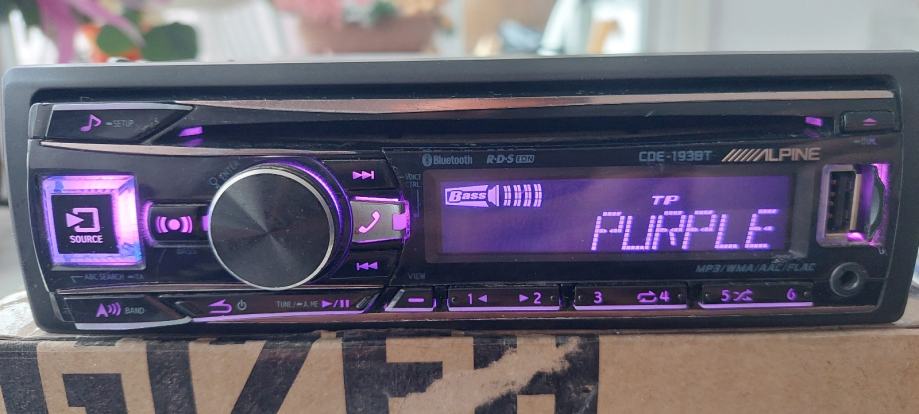 SETUP
Bluetooth R·D·S EON
CDE-193BT ALPINE
Bass
TP
PURPLE
SOURCE
BASS
VOICE
CTRL
VIEW
ABC SEARCH TA
MP3/WMA/AAC/FLAC
A BAND
TUNE/A.ME
1 2 3 4 5 6